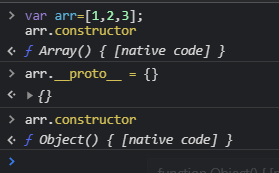 > var arr=[1,2,3];
arr.constructor
<· ƒ Array() { [native code] }
> arr.__proto__ = {}
<· ▸ {}
> arr.constructor
<· ƒ Object() { [native code] }
>